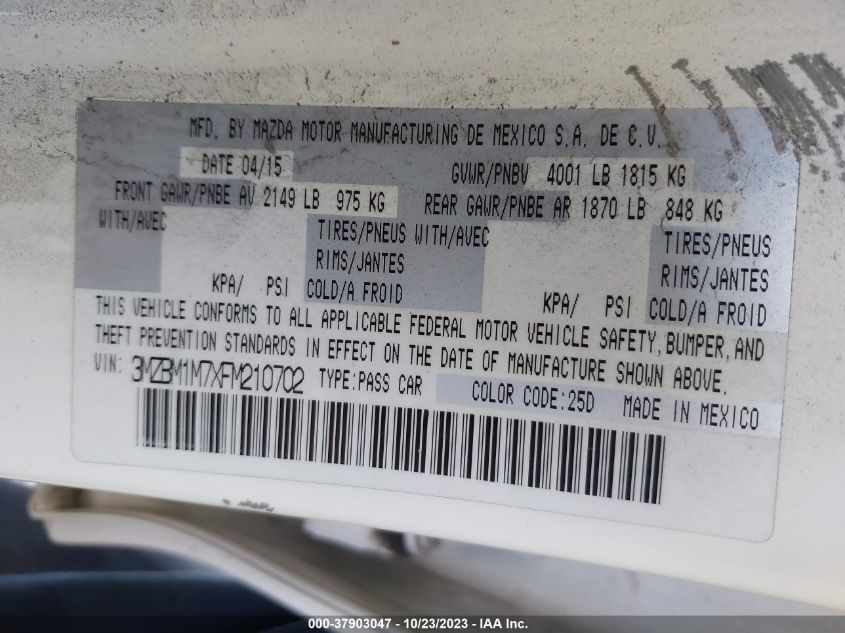 MFD. BY MAZDA MOTOR MANUFACTURING DE MEXICO S.A. DE C.V.
DATE 04/15 GVWR/PNBV 4001 LB 1815 KG
FRONT GAWR/PNBE AV 2149 LB 975 KG REAR GAWR/PNBE AR 1870 LB 848 KG
WITH/AVEC TIRES/PNEUS WITH/AVEC TIRES/PNEUS
RIMS/JANTES RIMS/JANTES
KPA/ PSI COLD/A FROID KPA/ PSI COLD/A FROID
THIS VEHICLE CONFORMS TO ALL APPLICABLE FEDERAL MOTOR VEHICLE SAFETY, BUMPER, AND
THEFT PREVENTION STANDARDS IN EFFECT ON THE DATE OF MANUFACTURE SHOWN ABOVE.
VIN: 3MZBM1M7XFM210702 TYPE:PASS CAR COLOR CODE:25D MADE IN MEXICO
000-37903047 - 10/23/2023 - IAA Inc.